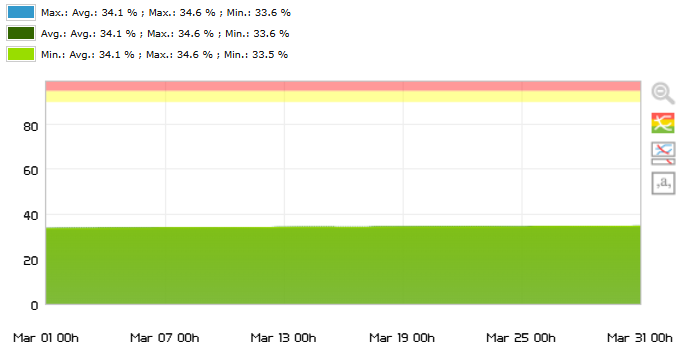 Max.: Avg.: 34.1 % ; Max.: 34.6 % ; Min.: 33.6 %
Avg.: Avg.: 34.1 % ; Max.: 34.6 % ; Min.: 33.6 %
Min.: Avg.: 34.1 % ; Max.: 34.6 % ; Min.: 33.5 %
80
60
40
20
0
Mar 01 00h Mar 07 00h Mar 13 00h Mar 19 00h Mar 25 00h Mar 31 00h
,a,